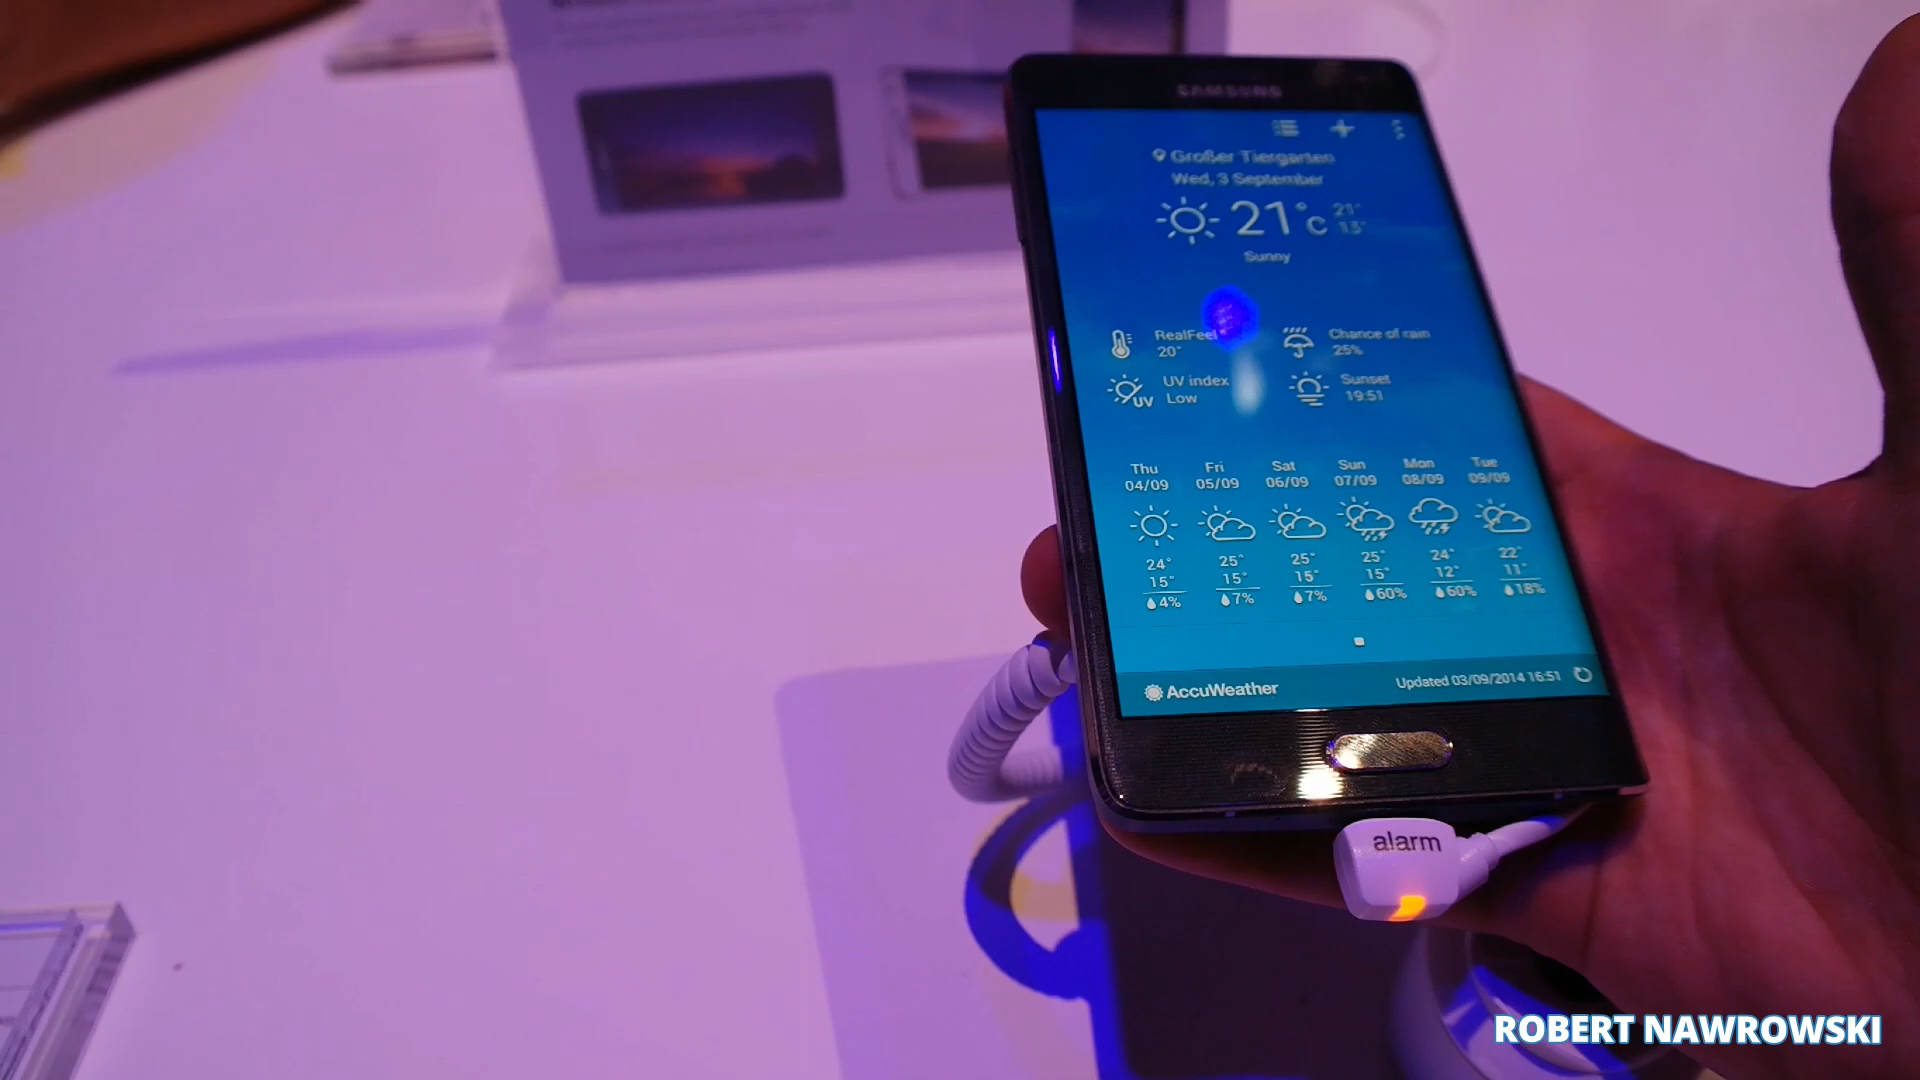 SAMSUNG
Großer Tiergarten
Wed, 3 September
21°C 21° 13°
Sunny
RealFeel 20°
Chance of rain 25%
UV index Low
Sunset 19:51
UV
Thu Fri Sat Sun Mon Tue
04/09 05/09 06/09 07/09 08/09 09/09
24° 25° 25° 25° 24° 22°
15° 15° 15° 15° 12° 11°
4% 7% 7% 60% 60% 18%
AccuWeather Updated 03/09/2014 16:51
alarm
ROBERT NAWROWSKI